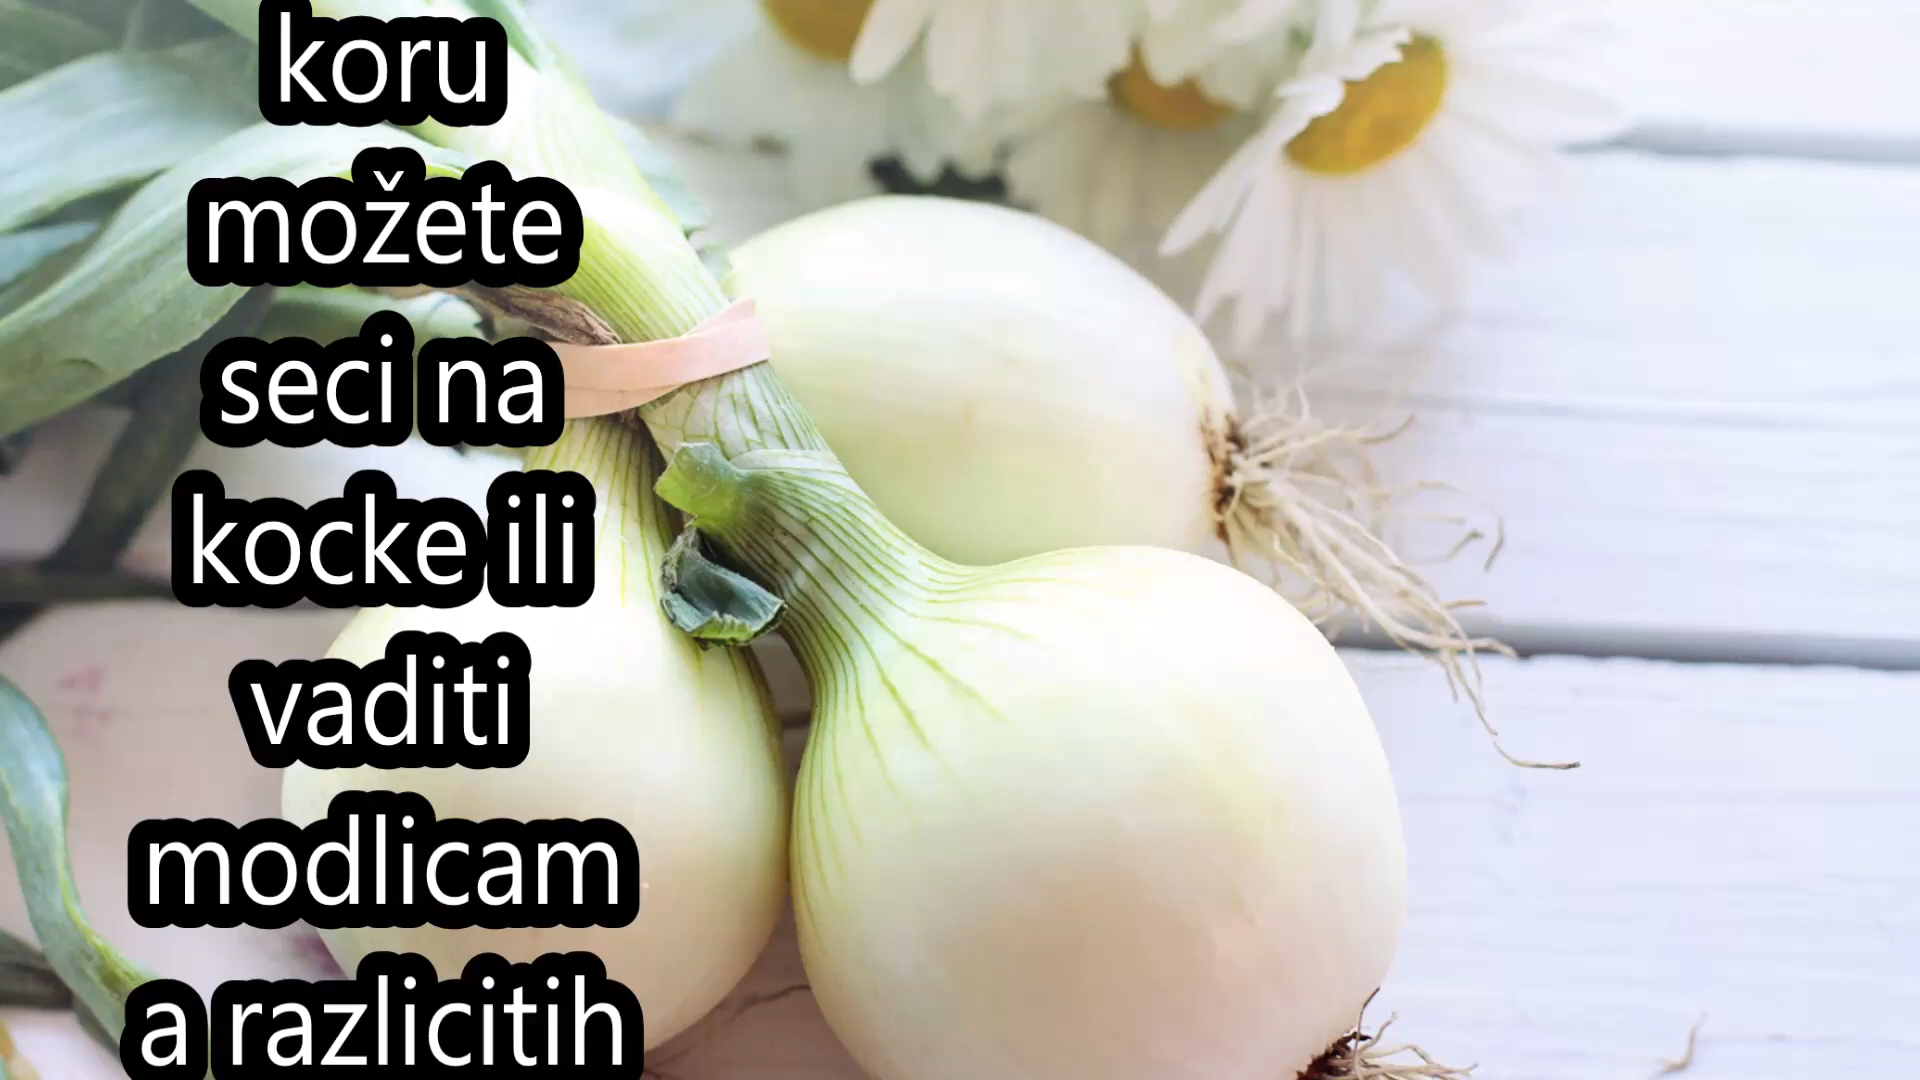 koru
možete
seci na
kocke ili
vaditi
modlicam
a razlicitih